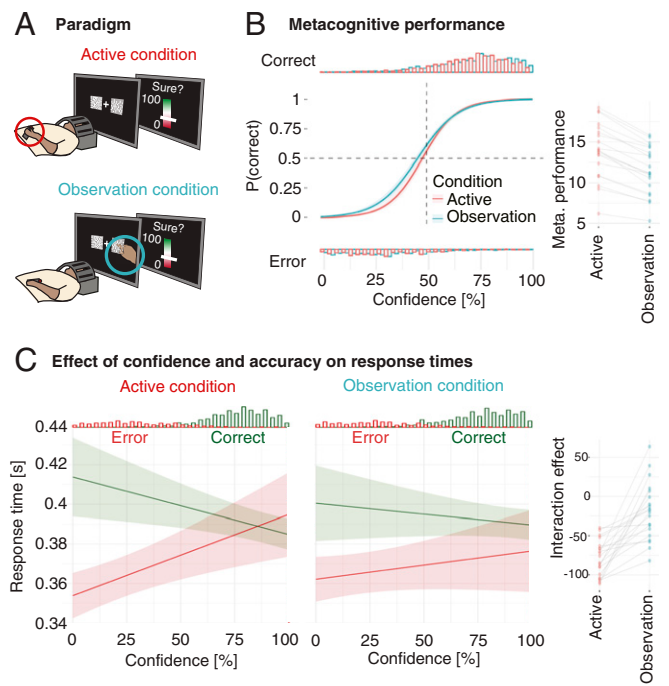 A Paradigm
Active condition
Sure?
100
0
Observation condition
Sure?
100
0
B Metacognitive performance
Correct
1
0.75
0.5
0.25
0
P(correct)
Condition
Active
Observation
Error
0 25 50 75 100
Confidence [%]
15
11
5
Meta. performance
Active
Observation
C Effect of confidence and accuracy on response times
Active condition
Observation condition
0.44
0.42
0.4
0.38
0.36
0.34
Response time [s]
Error Correct
Error Correct
0 25 50 75 100
Confidence [%]
0 25 50 75 100
Confidence [%]
50
0
-50
-100
Interaction effect
Active
Observation